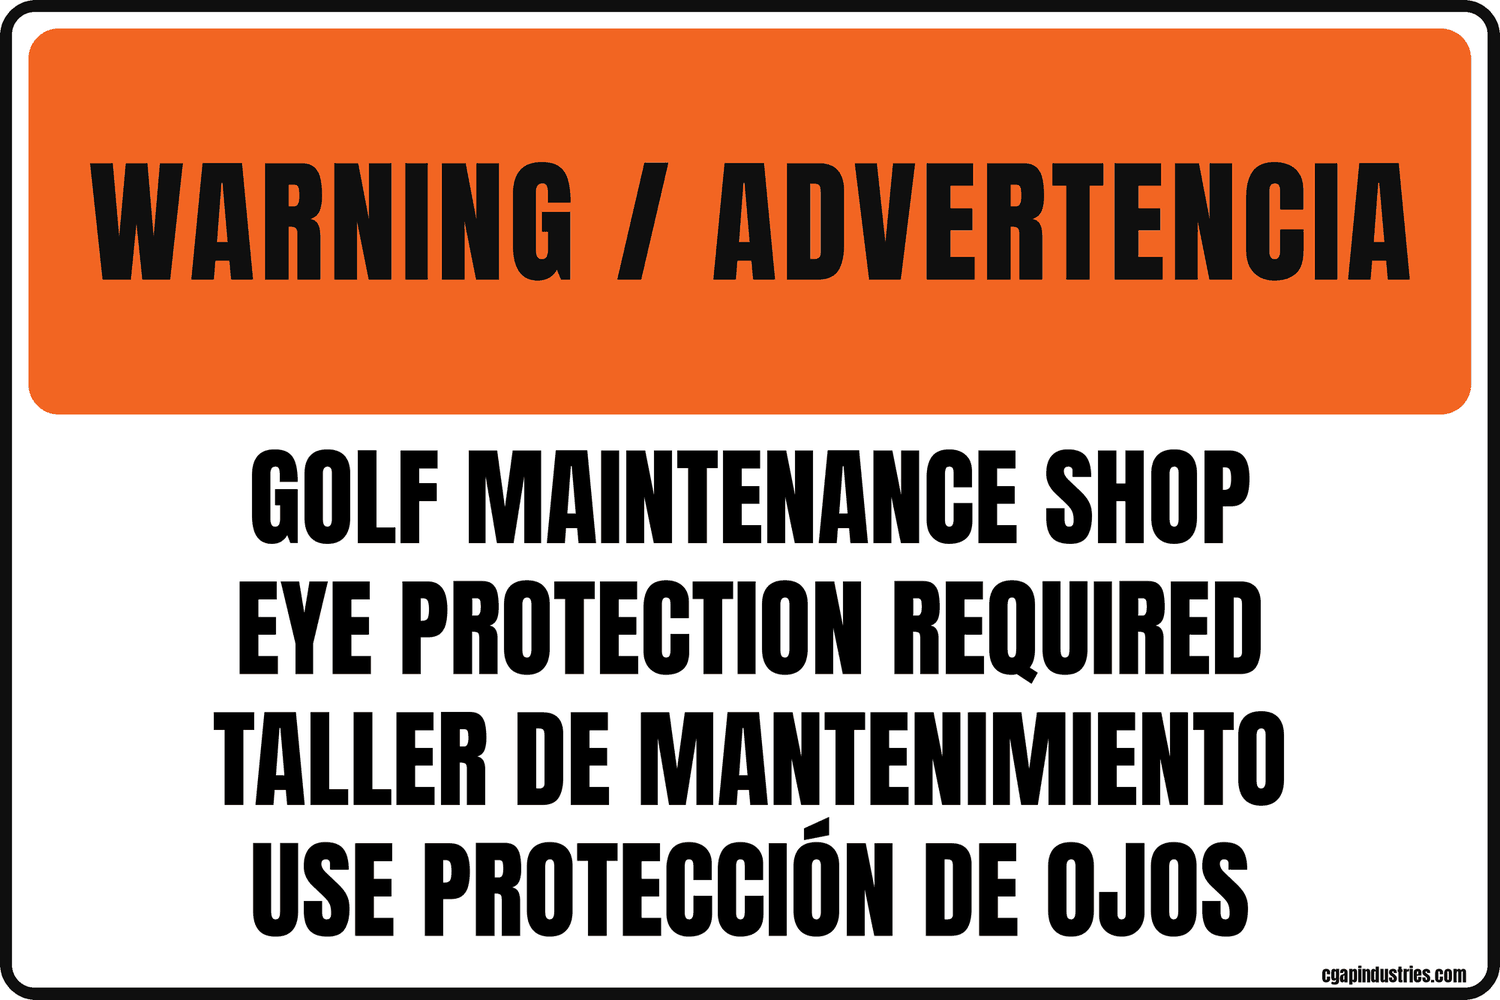 WARNING / ADVERTENCIA
GOLF MAINTENANCE SHOP
EYE PROTECTION REQUIRED
TALLER DE MANTENIMIENTO
USE PROTECCIÓN DE OJOS
cgapindustries.com